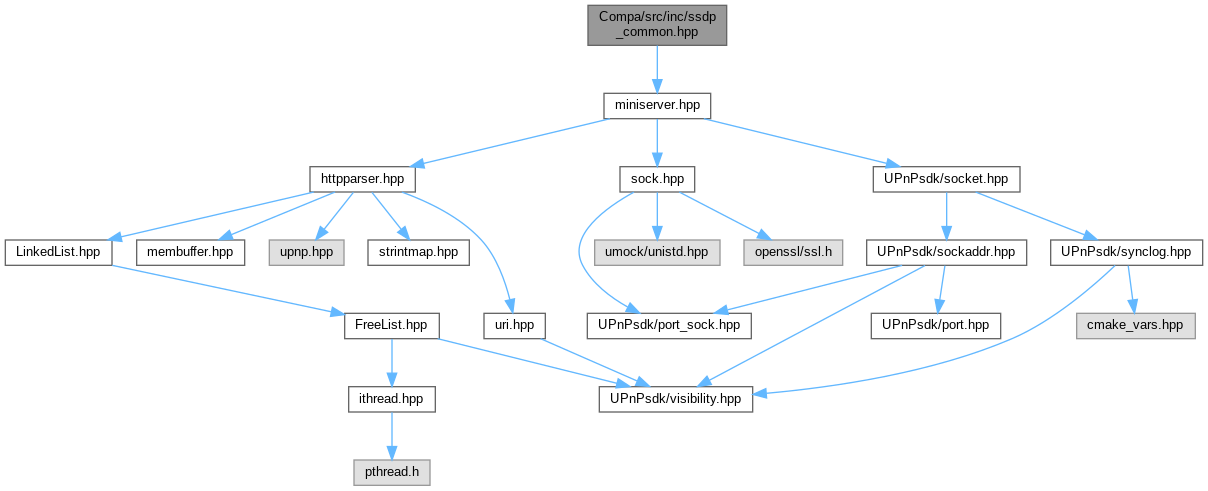 Compa/src/inc/ssdp
_common.hpp
miniserver.hpp
httpparser.hpp
sock.hpp
UPnPsdk/socket.hpp
LinkedList.hpp
membuffer.hpp
upnp.hpp
strintmap.hpp
umock/unistd.hpp
openssl/ssl.h
UPnPsdk/sockaddr.hpp
UPnPsdk/synclog.hpp
FreeList.hpp
uri.hpp
UPnPsdk/port_sock.hpp
UPnPsdk/port.hpp
cmake_vars.hpp
ithread.hpp
UPnPsdk/visibility.hpp
pthread.h